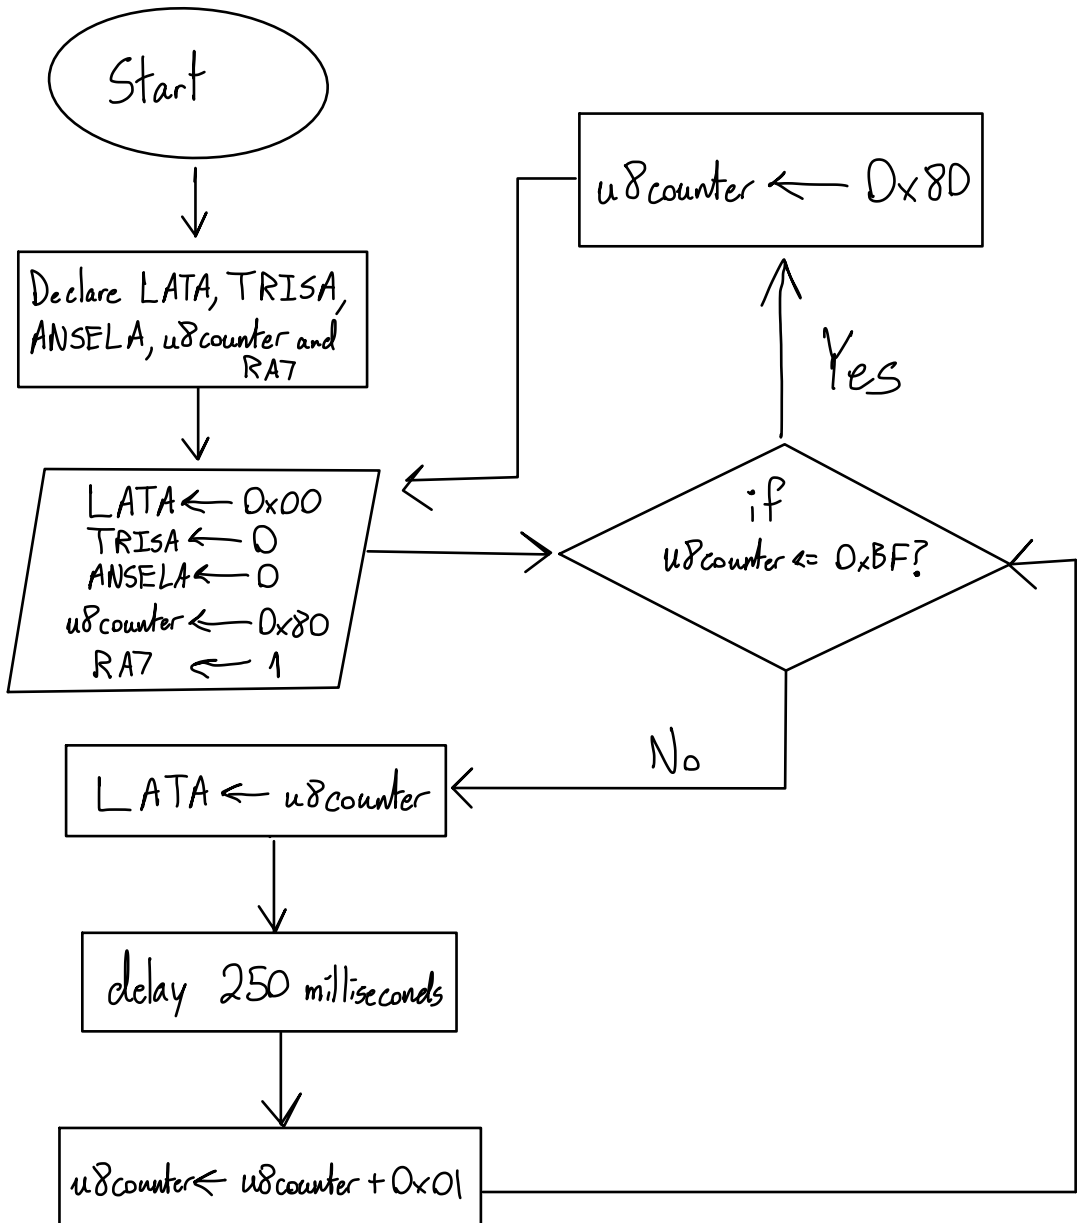 Start
u8counter ← 0x80
Declare LATA, TRISA,
ANSELA, u8counter and
RA7
Yes
LATA ← 0x00
TRISA ← 0
ANSELA ← 0
u8counter ← 0x80
RA7 ← 1
if
u8counter <= 0xBF?
No
LATA ← u8counter
delay 250 milliseconds
u8counter ← u8counter + 0x01